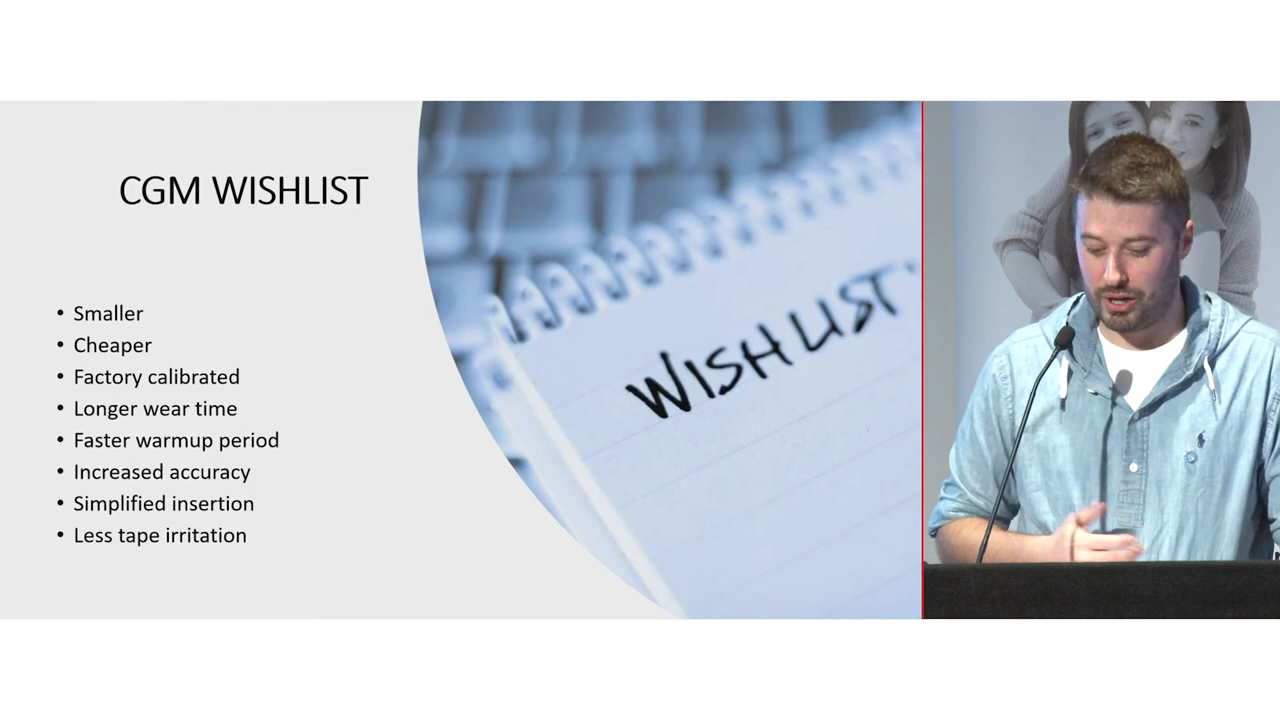 CGM WISHLIST
• Smaller
• Cheaper
• Factory calibrated
• Longer wear time
• Faster warmup period
• Increased accuracy
• Simplified insertion
• Less tape irritation
WISH LIST